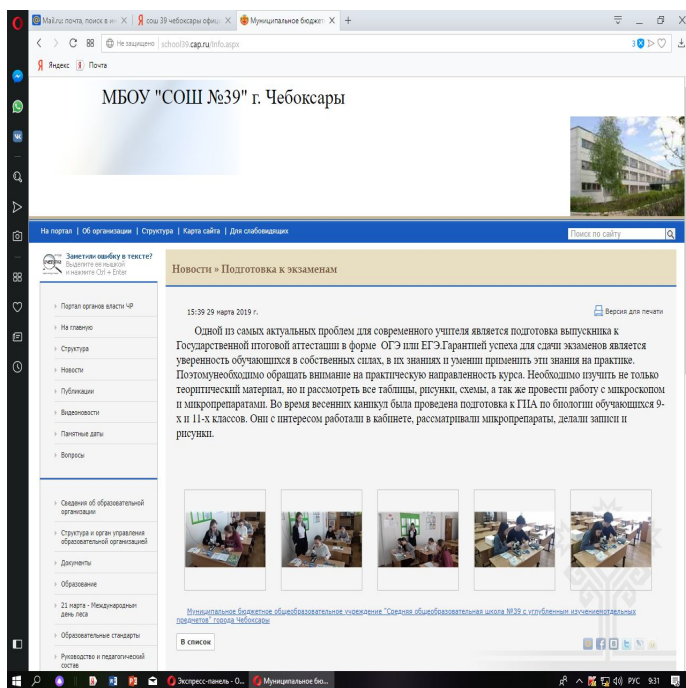 Mail.ru: почта, поиск в ин
сош 39 чебоксары офиц
Муниципальное бюджет
Не защищено school39.cap.ru/Info.aspx
3
Яндекс
Почта
МБОУ "СОШ №39" г. Чебоксары
На портал | Об организации | Структура | Карта сайта | Для слабовидящих
Поиск по сайту
Заметили ошибку в тексте?
Выделите ее мышкой
и нажмите Ctrl + Enter
Новости » Подготовка к экзаменам
Портал органов власти ЧР
На главную
Структура
Новости
Публикации
Видеоновости
Памятные даты
Вопросы
Сведения об образовательной
организации
Структура и орган управления
образовательной организацией
Документы
Образование
21 марта - Международным
день леса
Образовательные стандарты
Руководство и педагогический
состав
15:39 29 марта 2019 г.
Версия для печати
Одной из самых актуальных проблем для современного учителя является подготовка выпускника к
Государственной итоговой аттестации в форме ОГЭ или ЕГЭ.Гарантией успеха для сдачи экзаменов является
уверенность обучающихся в собственных силах, в их знаниях и умении применить эти знания на практике.
Поэтомунеобходимо обращать внимание на практическую направленность курса. Необходимо изучить не только
теоритический материал, но и рассмотреть все таблицы, рисунки, схемы, а так же провести работу с микроскопом
и микропрепаратами. Во время весенних каникул была проведена подготовка к ГИА по биологии обучающихся 9-
х и 11-х классов. Они с интересом работали в кабинете, рассматривали микропрепараты, делали записи и
рисунки.
Муниципальное бюджетное общеобразовательное учреждение "Средняя общеобразовательная школа №39 с углубленным изучениемотдельных
предметов" города Чебоксары
В список
Экспресс-панель - O...
Муниципальное бю...
РУС 9:31